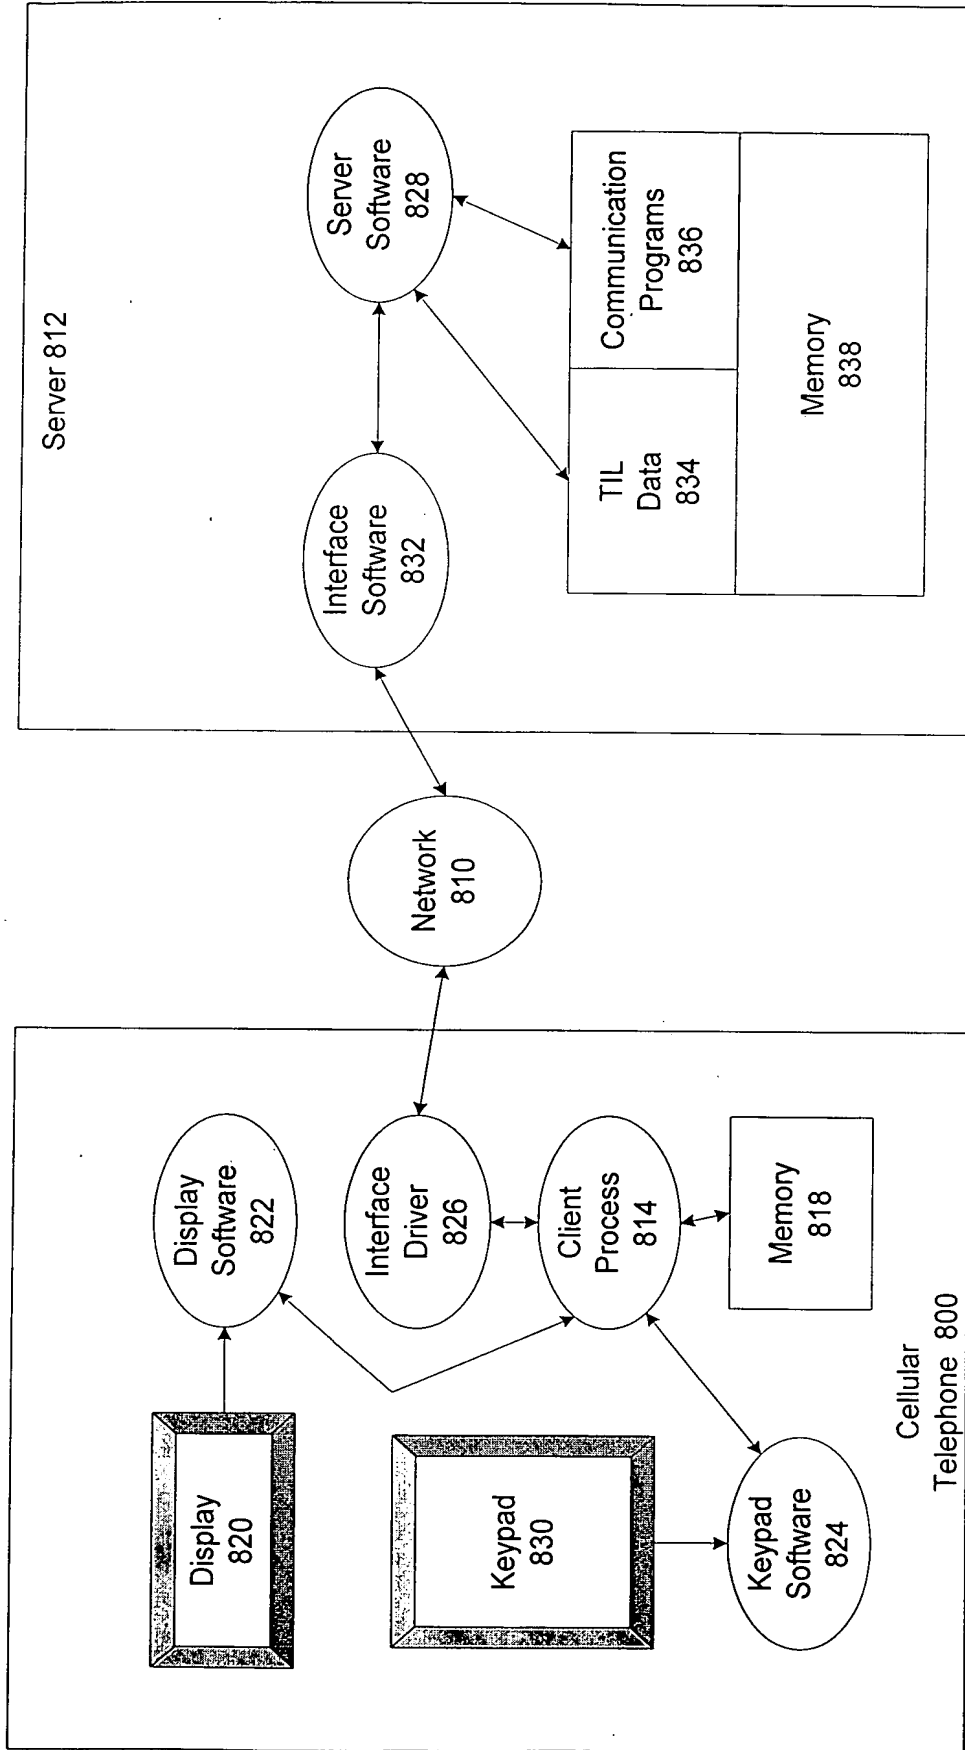 Server 812
Interface
Software
832
Server
Software
828
TIL
Data
834
Communication
Programs
836
Memory
838
Network
810
Display
820
Display
Software
822
Interface
Driver
826
Keypad
830
Client
Process
814
Keypad
Software
824
Memory
818
Cellular
Telephone 800